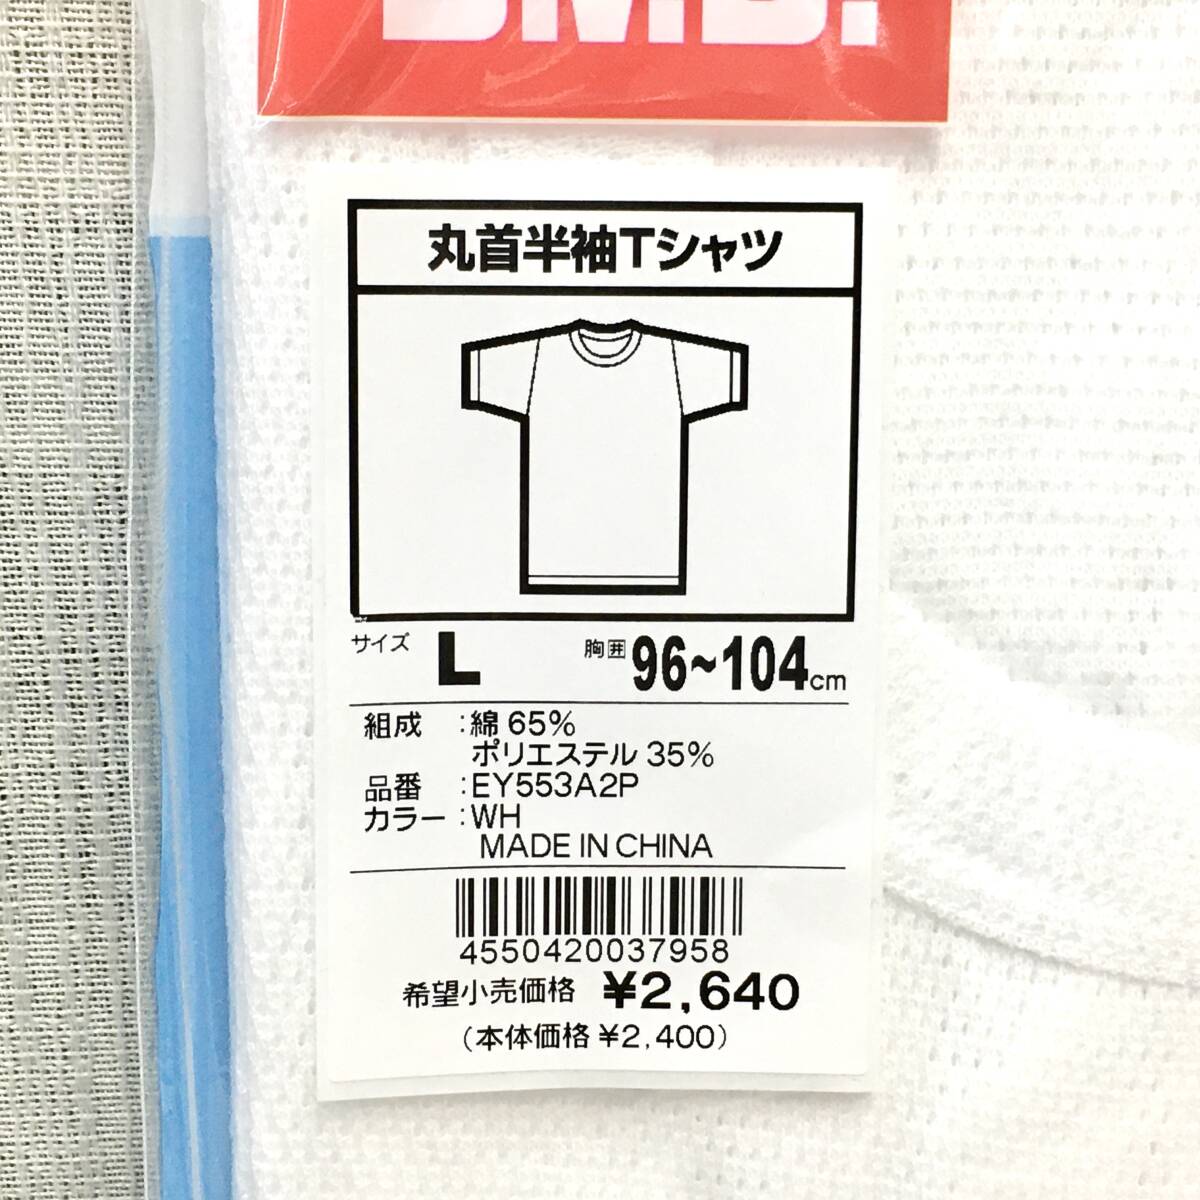 丸首半袖Tシャツ
サイズ L 胸囲 96~104cm
組成 :綿 65%
ポリエステル 35%
品番 :EY553A2P
カラー :WH
MADE IN CHINA
4550420037958
希望小売価格 ¥2,640
(本体価格 ¥2,400)